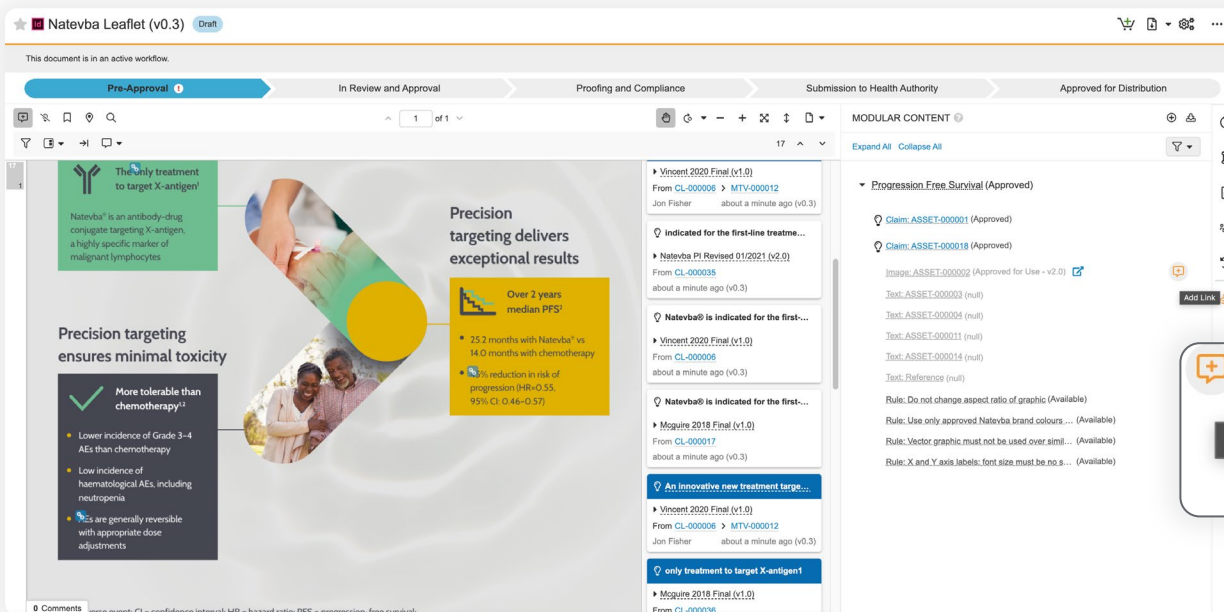 Natevba Leaflet (v0.3) Draft
This document is in an active workflow.
Pre-Approval
In Review and Approval
Proofing and Compliance
Submission to Health Authority
Approved for Distribution
1 of 1
17
17
1
The only treatment
to target X-antigen¹
Natevba® is an antibody-drug
conjugate targeting X-antigen,
a highly specific marker of
malignant lymphocytes
Precision targeting
ensures minimal toxicity
More tolerable than
chemotherapy¹,²
Lower incidence of Grade 3–4
AEs than chemotherapy
Low incidence of
haematological AEs, including
neutropenia
AEs are generally reversible
with appropriate dose
adjustments
Precision
targeting delivers
exceptional results
Over 2 years
median PFS²
25.2 months with Natevba® vs
14.0 months with chemotherapy
reduction in risk of
progression (HR=0.55,
95% CI: 0.46–0.57)
0 Comments
CI = confidence interval; HR = hazard ratio; PFS = progression-free survival;
Vincent 2020 Final (v1.0)
From CL-000006 > MTV-000012
Jon Fisher about a minute ago (v0.3)
indicated for the first-line treatme...
Natevba PI Revised 01/2021 (v2.0)
From CL-000035
about a minute ago (v0.3)
Natevba® is indicated for the first-...
Vincent 2020 Final (v1.0)
From CL-000006
about a minute ago (v0.3)
Natevba® is indicated for the first-...
Mcguire 2018 Final (v1.0)
From CL-000017
about a minute ago (v0.3)
An innovative new treatment targe...
Vincent 2020 Final (v1.0)
From CL-000006 > MTV-000012
Jon Fisher about a minute ago (v0.3)
only treatment to target X-antigen1
Mcguire 2018 Final (v1.0)
From CL-000036
MODULAR CONTENT
Expand All Collapse All
Progression Free Survival (Approved)
Claim: ASSET-000001 (Approved)
Claim: ASSET-000018 (Approved)
Image: ASSET-000002 (Approved for Use - v2.0)
Text: ASSET-000003 (null)
Text: ASSET-000004 (null)
Text: ASSET-000011 (null)
Text: ASSET-000014 (null)
Text: Reference (null)
Rule: Do not change aspect ratio of graphic (Available)
Rule: Use only approved Natevba brand colours ... (Available)
Rule: Vector graphic must not be used over simil... (Available)
Rule: X and Y axis labels: font size must be no s... (Available)
Add Link